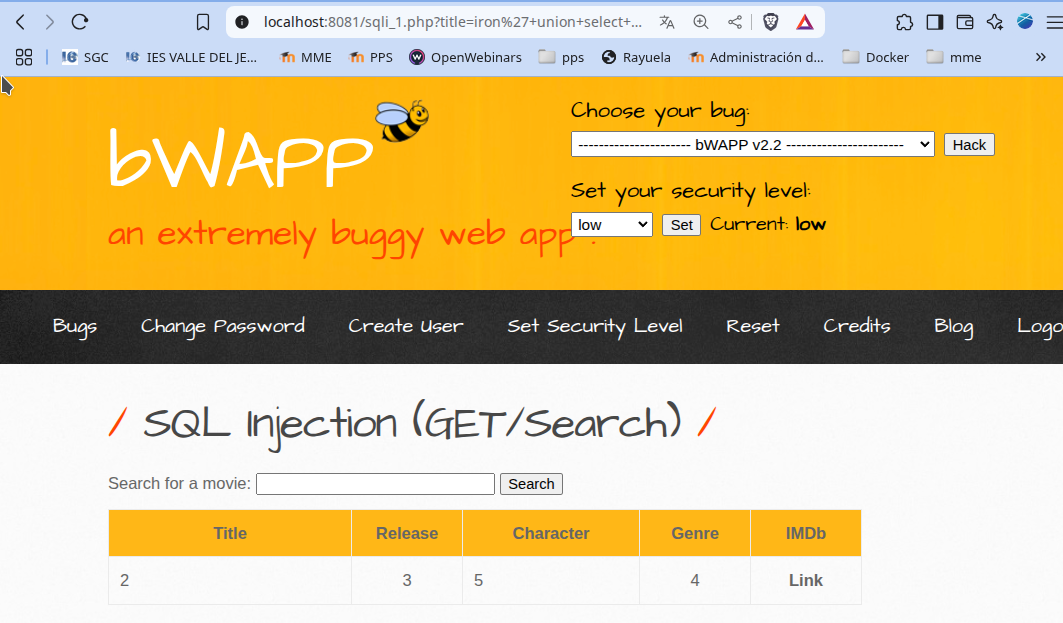 localhost:8081/sqli_1.php?title=iron%27+union+select+...
SGC IES VALLE DEL JE... MME PPS OpenWebinars pps Rayuela Administración d... Docker mme »
bWAPP
an extremely buggy web app !
Choose your bug:
---------------------- bWAPP v2.2 ----------------------- Hack
Set your security level:
low Set Current: low
Bugs Change Password Create User Set Security Level Reset Credits Blog Logo
/ SQL Injection (GET/Search) /
Search for a movie: Search
Title Release Character Genre IMDb
2 3 5 4 Link